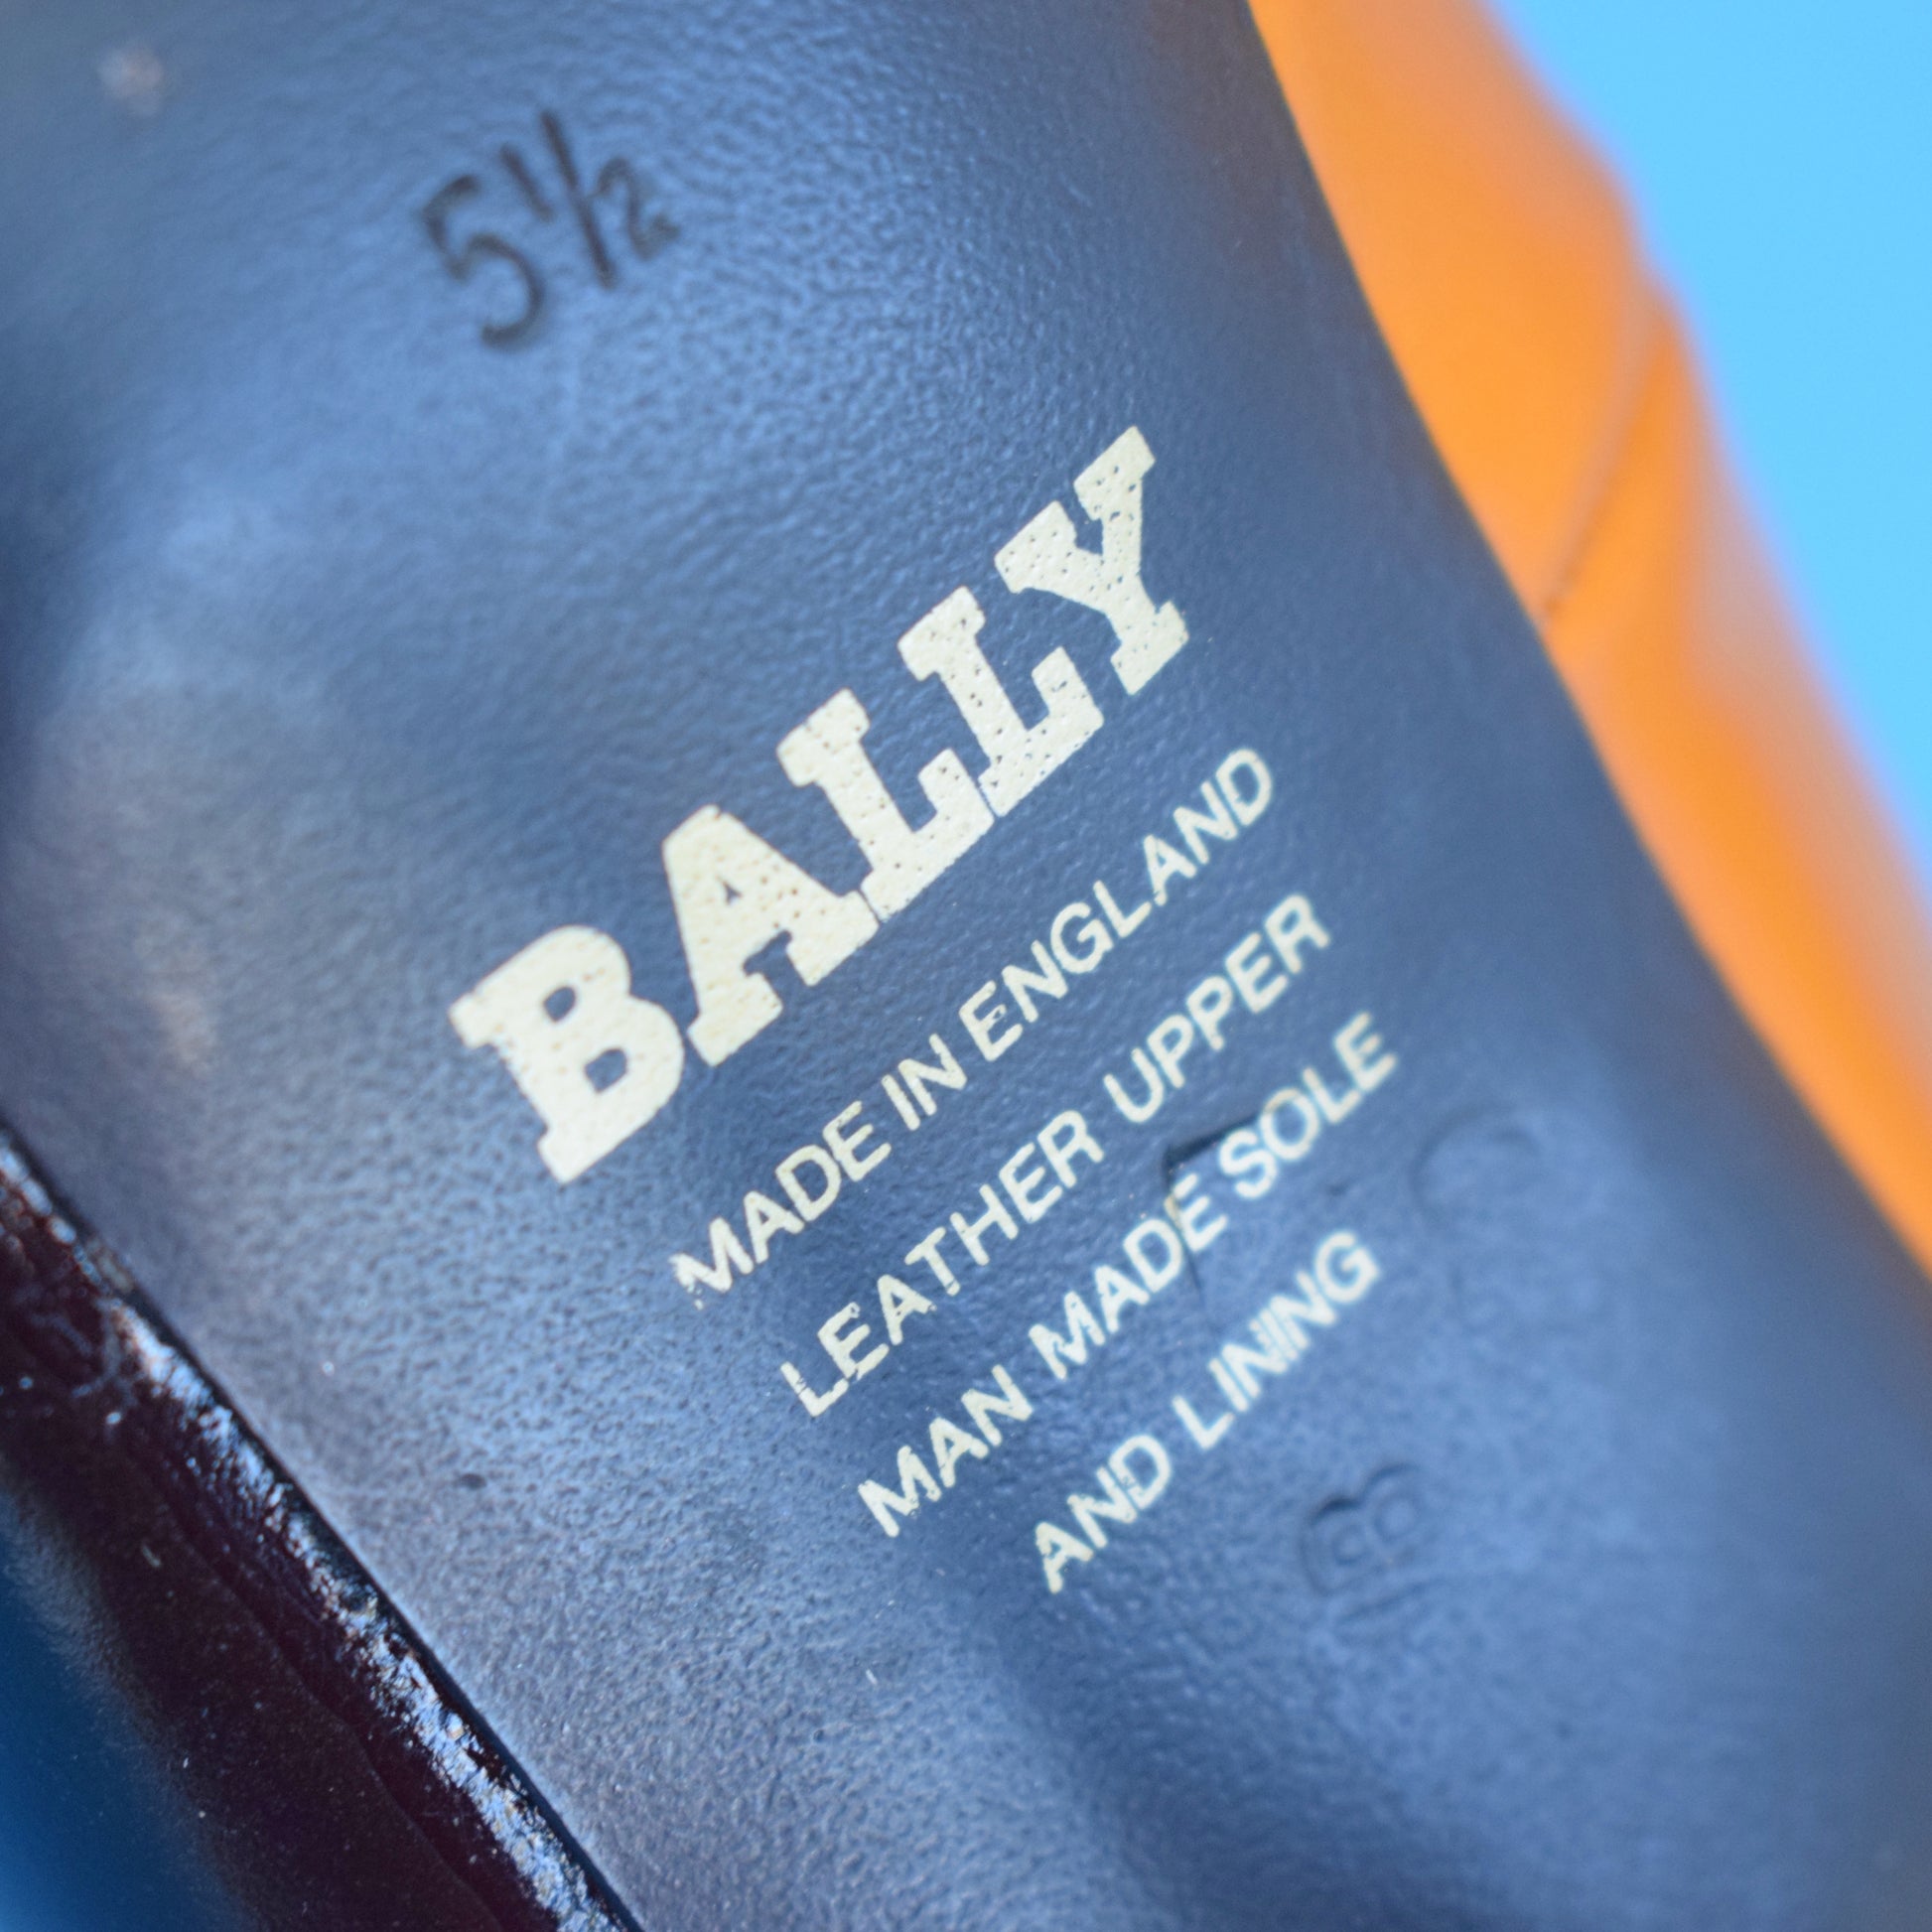 5½
BALLY
MADE IN ENGLAND
LEATHER UPPER
MAN MADE SOLE
AND LINING
B